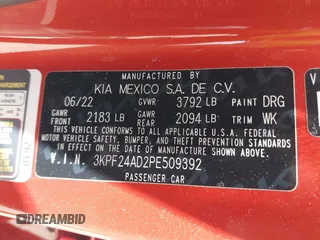 KIA MEXICO S.A. DE C.V.
06/22 GVWR 3792 LB PAINT DRG
GAWR GAWR
FRONT 2183 LB REAR 2094 LB TRIM WK
THIS VEHICLE CONFORMS TO ALL APPLICABLE U.S.A. FEDERAL
MOTOR VEHICLE SAFETY, BUMPER, AND THEFT PREVENTION
STANDARDS IN EFFECT ON THE DATE OF MANUFACTURE SHOWN ABOVE.
V.I.N. 3KPF24AD2PE509392
PASSENGER CAR
DREAMBID